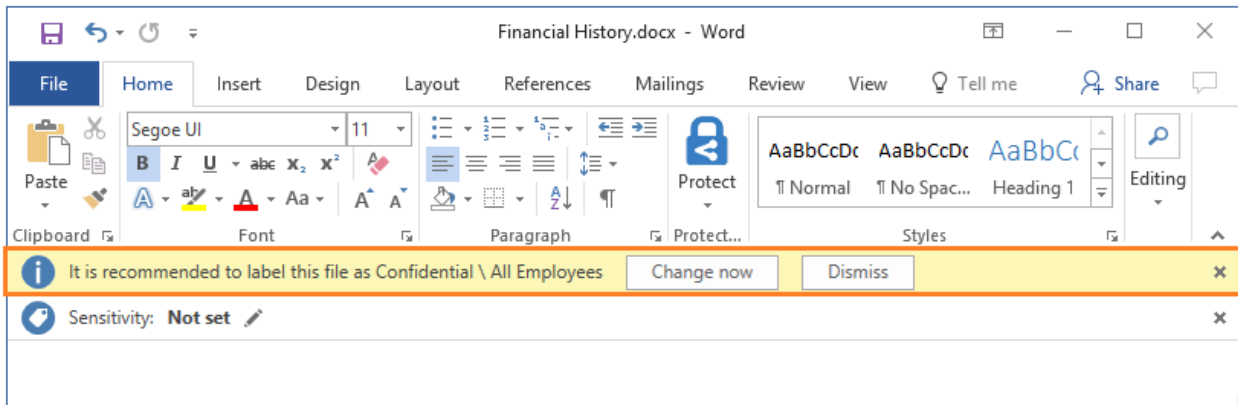 Financial History.docx - Word
File Home Insert Design Layout References Mailings Review View Tell me Share
Segoe UI 11
Paste
B I U abc X₂ X² A
A aby A Aa A A
A Z
Protect
AaBbCcDc AaBbCcDc AaBbCc
¶ Normal ¶ No Spac... Heading 1
Editing
Clipboard Font Paragraph Protect... Styles
It is recommended to label this file as Confidential \ All Employees Change now Dismiss
Sensitivity: Not set